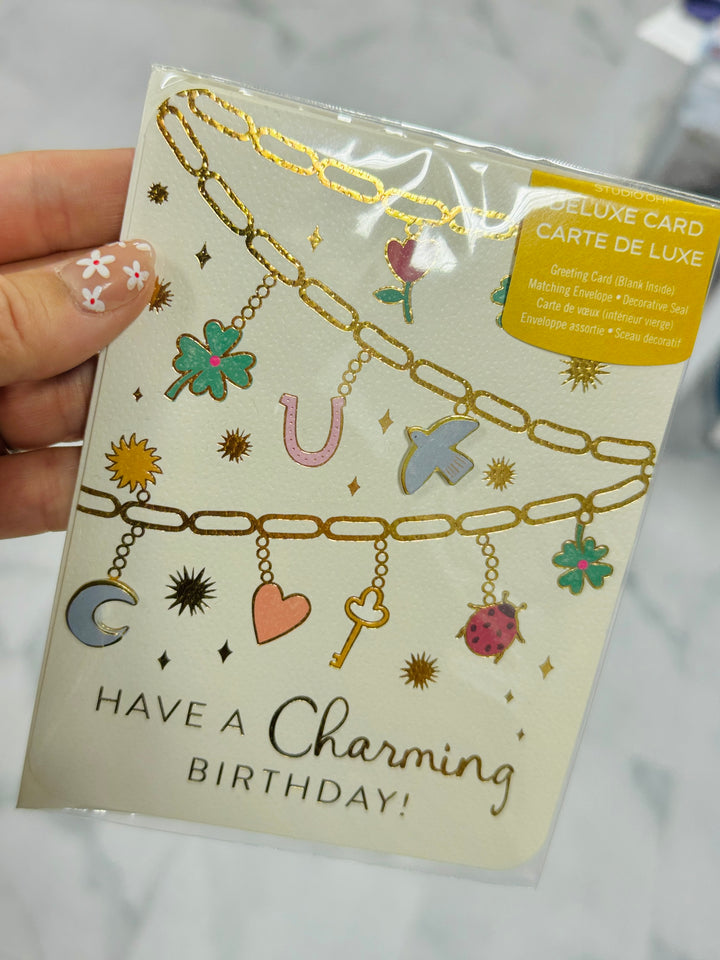 STUDIO OH!
DELUXE CARD
CARTE DE LUXE
Greeting Card (Blank Inside)
Matching Envelope • Decorative Seal
Carte de vœux (intérieur vierge)
Enveloppe assortie • Sceau décoratif
HAVE A Charming
BIRTHDAY!